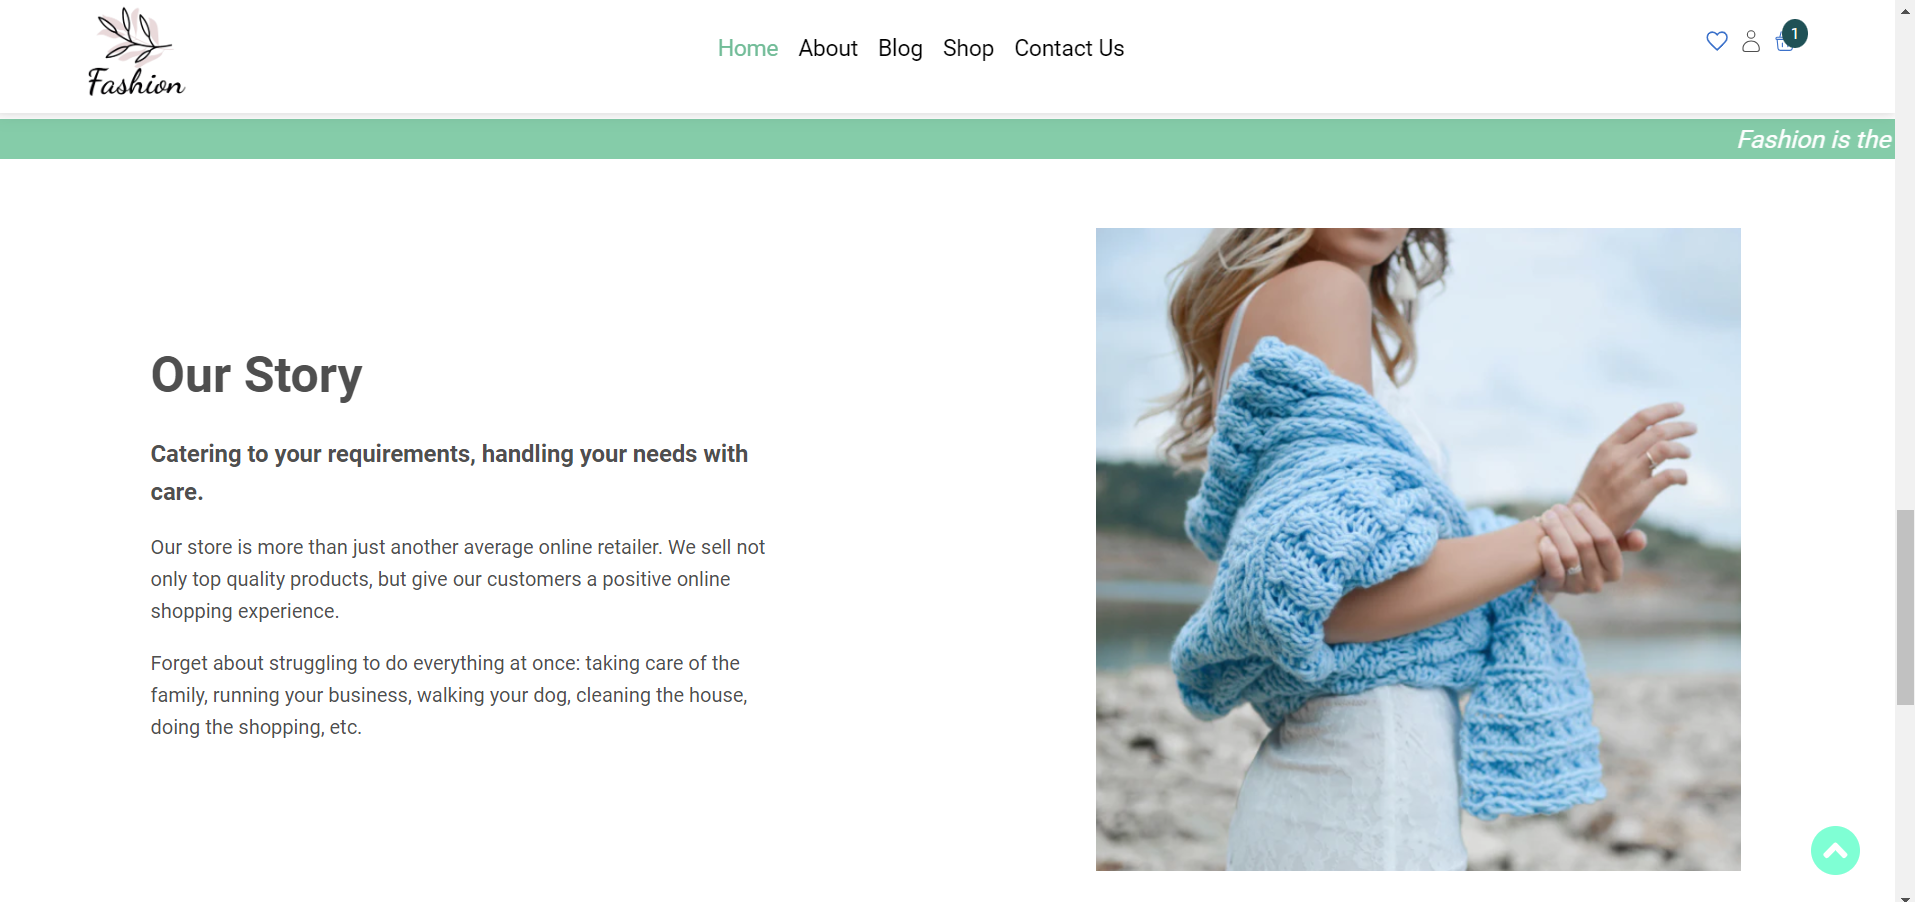 Fashion
Home About Blog Shop Contact Us
1
Fashion is the
Our Story
Catering to your requirements, handling your needs with
care.
Our store is more than just another average online retailer. We sell not
only top quality products, but give our customers a positive online
shopping experience.
Forget about struggling to do everything at once: taking care of the
family, running your business, walking your dog, cleaning the house,
doing the shopping, etc.